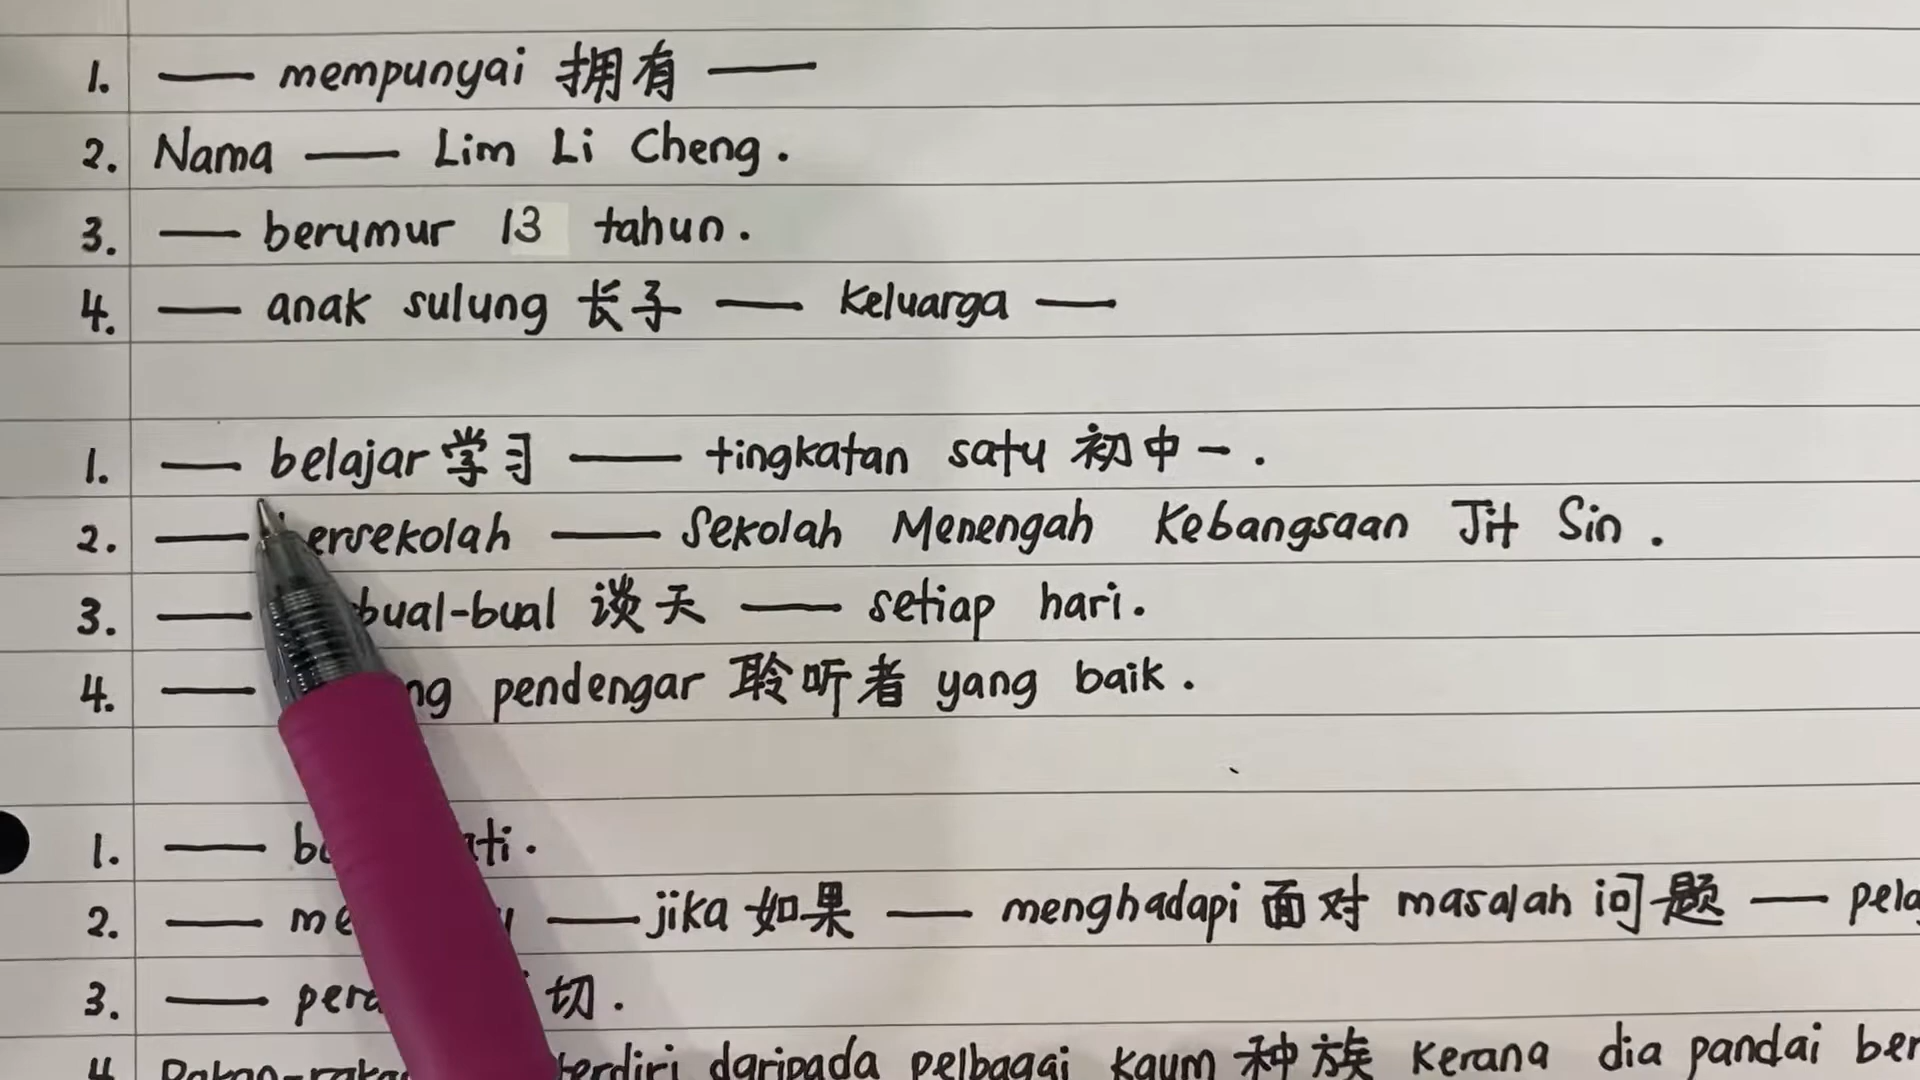 1. — mempunyai 拥有 —
2. Nama — Lim Li Cheng.
3. — berumur 13 tahun.
4. — anak sulung 长子 — keluarga —
1. — belajar 学习 — tingkatan satu 初中一.
2. — bersekolah — Sekolah Menengah Kebangsaan Jit Sin.
3. — bual-bual 谈天 — setiap hari.
4. — pendengar 聆听者 yang baik.
1. —
2. — — jika 如果 — menghadapi 面对 masalah 问题 —
3. — 切.
4. terdiri daripada pelbagai kaum 种族 kerana dia pandai